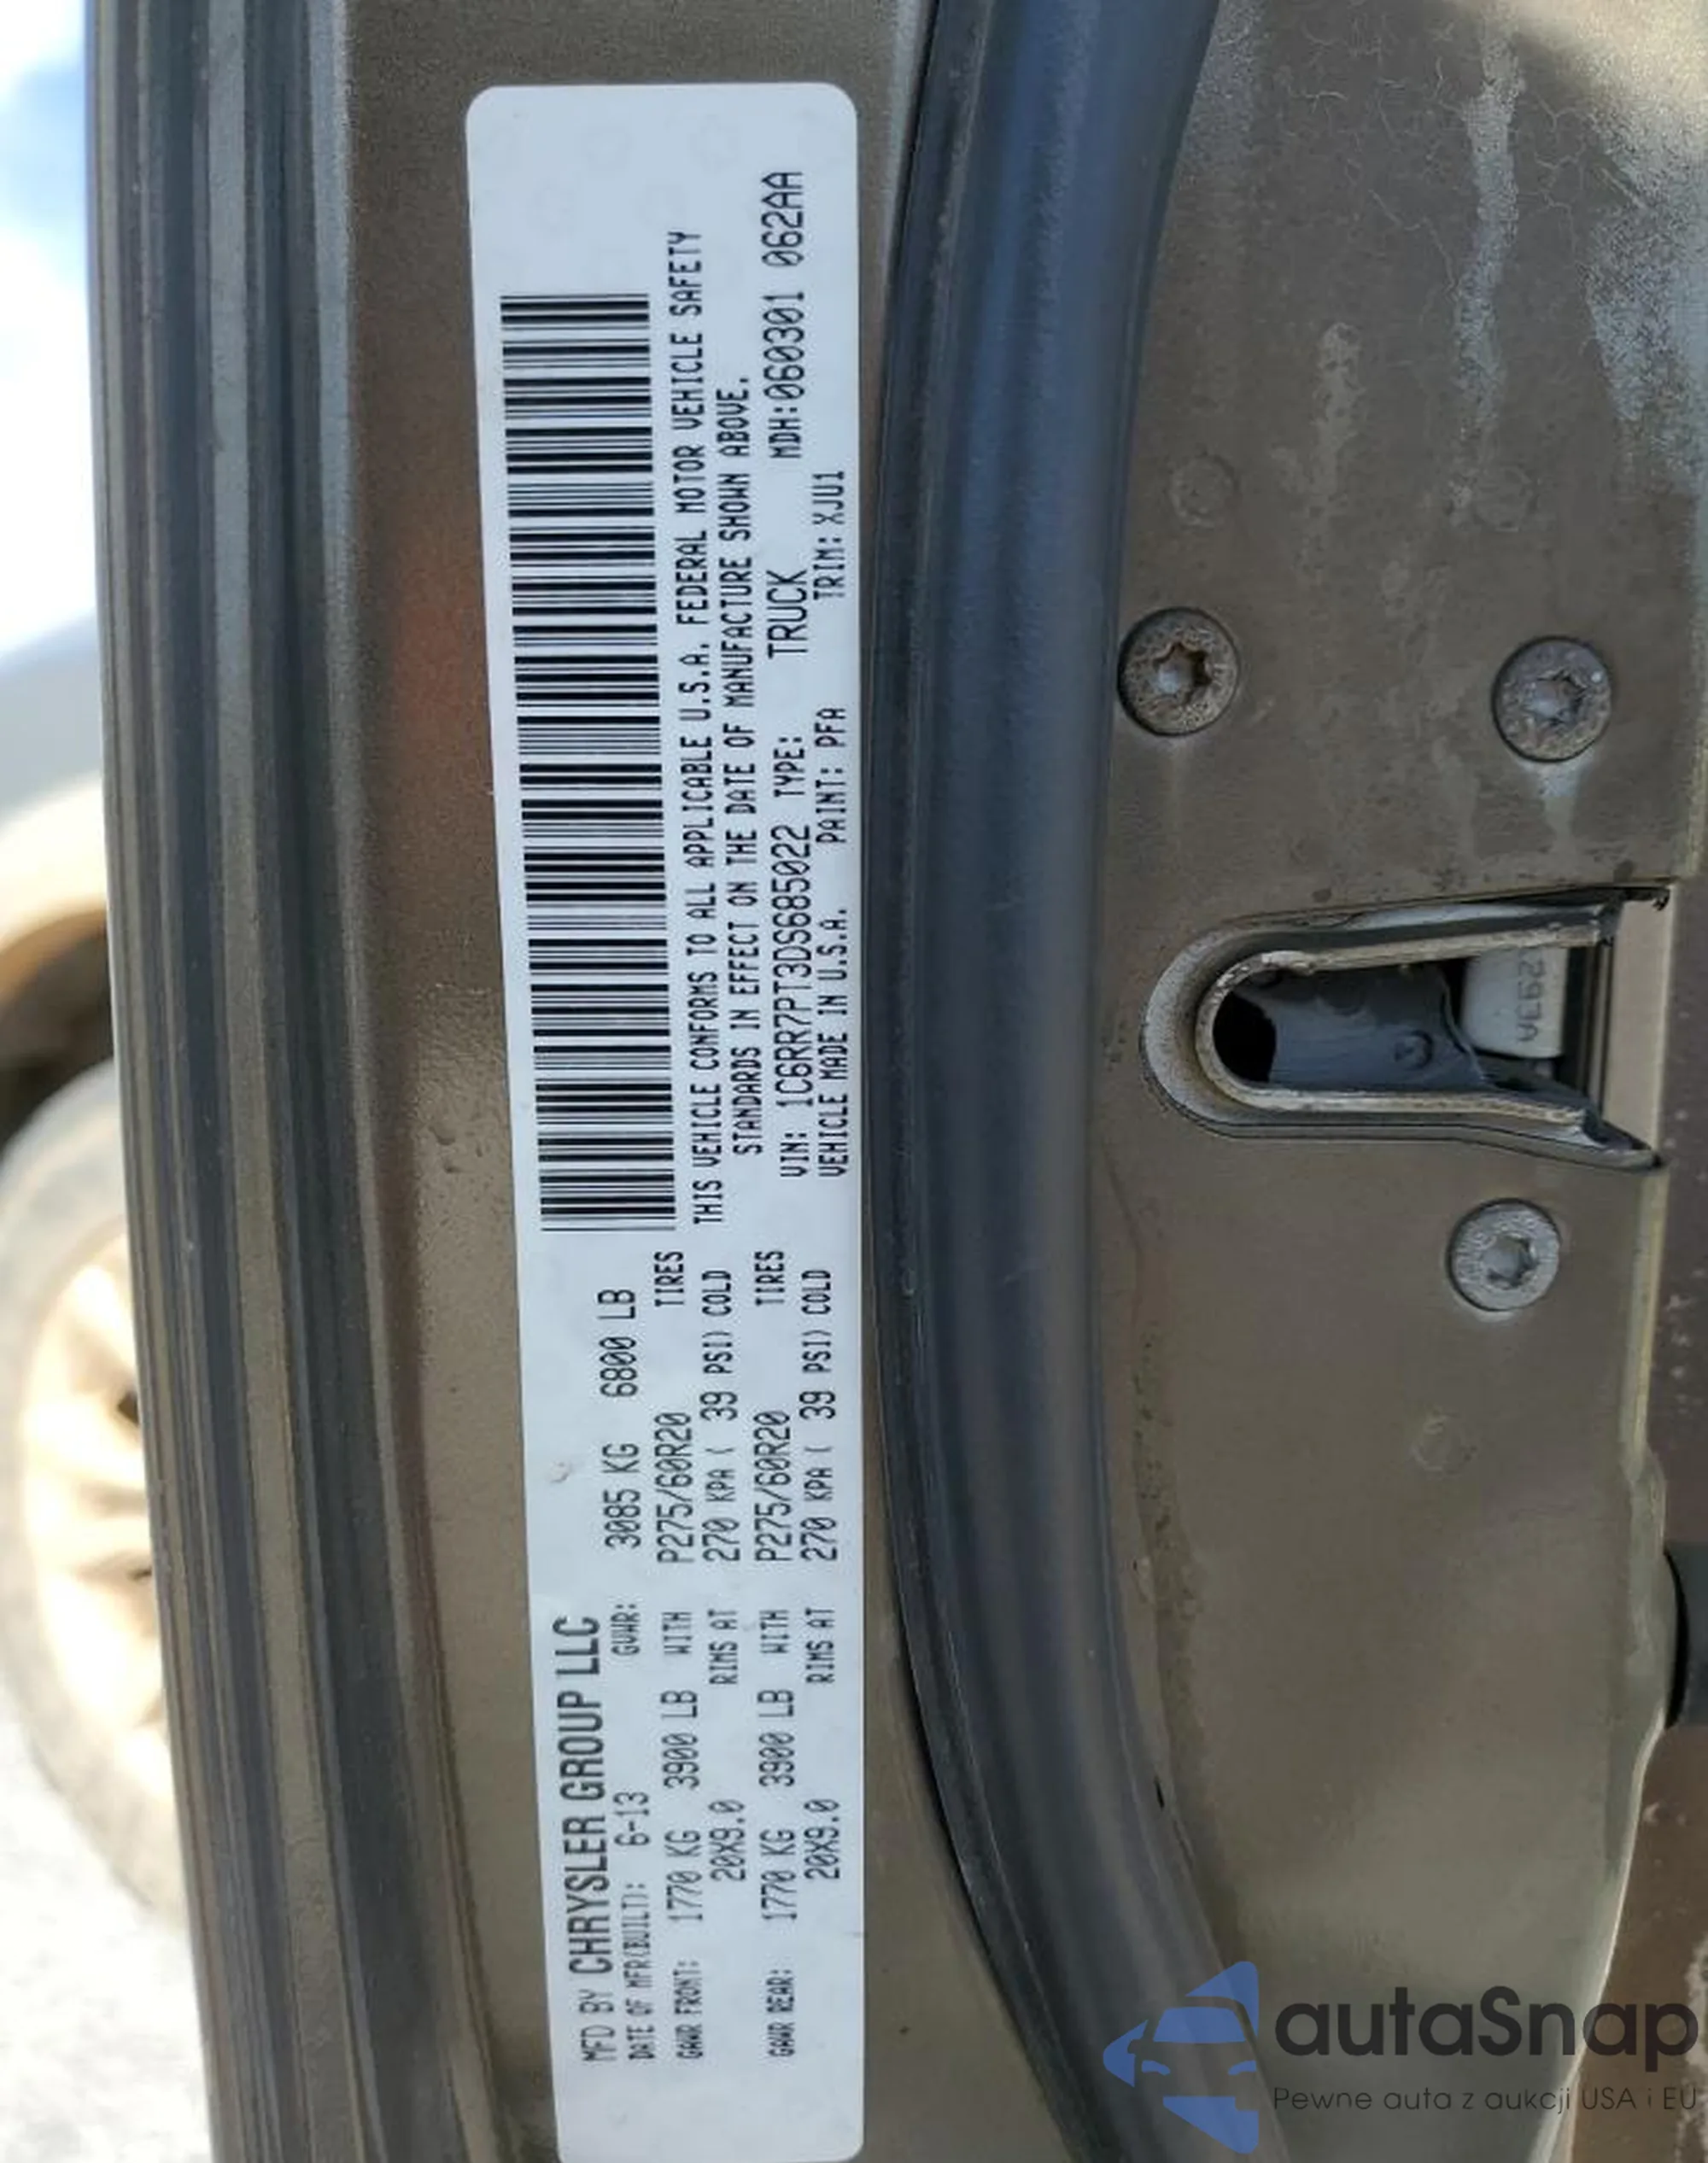 MFD BY CHRYSLER GROUP LLC
DATE OF MFR(BUILT): 6-13 GVWR: 3085 KG 6800 LB
GAWR FRONT: 1770 KG 3900 LB WITH P275/60R20 TIRES
20X9.0 RIMS AT 270 KPA ( 39 PSI) COLD
GAWR REAR: 1770 KG 3900 LB WITH P275/60R20 TIRES
20X9.0 RIMS AT 270 KPA ( 39 PSI) COLD
THIS VEHICLE CONFORMS TO ALL APPLICABLE U.S.A. FEDERAL MOTOR VEHICLE SAFETY
STANDARDS IN EFFECT ON THE DATE OF MANUFACTURE SHOWN ABOVE.
VIN: 1C6RR7PT3DS685022 TYPE: TRUCK MDH:060301 062AA
VEHICLE MADE IN U.S.A. PAINT: PFA TRIM: XJU1
autaSnap
Pewne auta z aukcji USA i EU